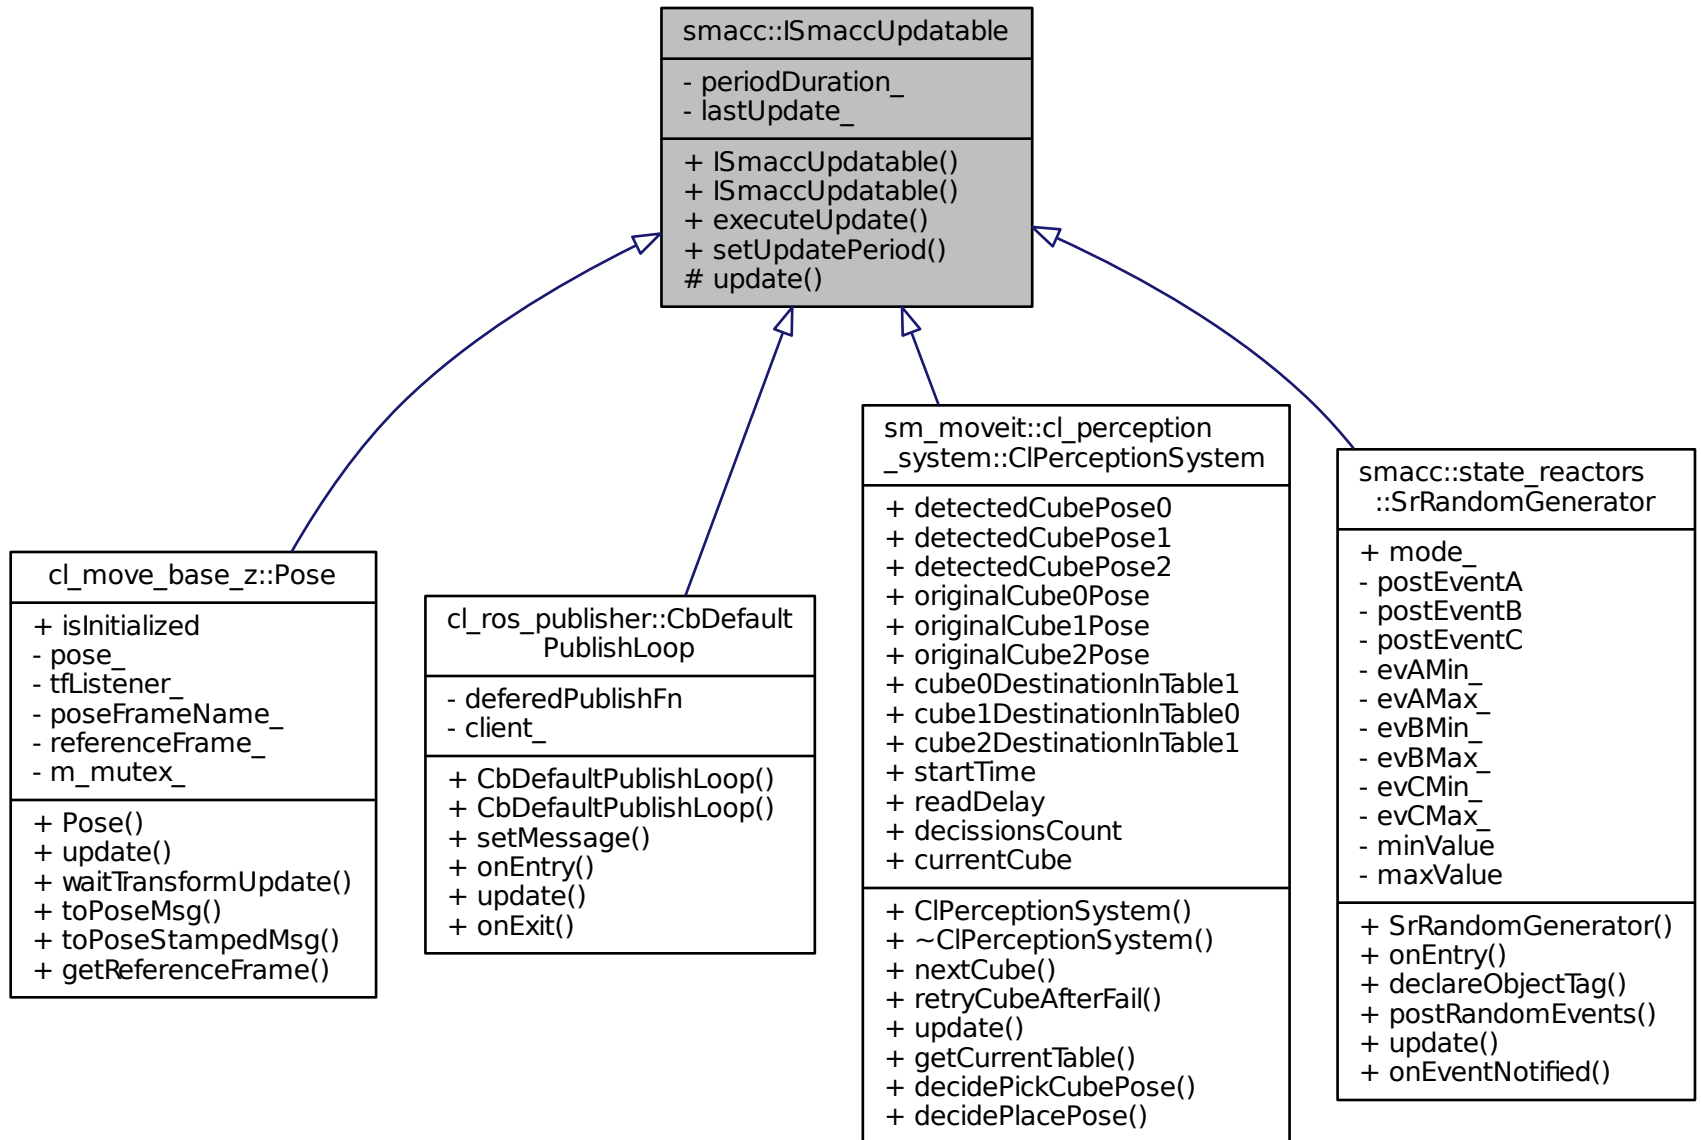 smacc::ISmaccUpdatable
- periodDuration_
- lastUpdate_
+ ISmaccUpdatable()
+ ISmaccUpdatable()
+ executeUpdate()
+ setUpdatePeriod()
# update()
cl_move_base_z::Pose
+ isInitialized
- pose_
- tfListener_
- poseFrameName_
- referenceFrame_
- m_mutex_
+ Pose()
+ update()
+ waitTransformUpdate()
+ toPoseMsg()
+ toPoseStampedMsg()
+ getReferenceFrame()
cl_ros_publisher::CbDefault
PublishLoop
- deferedPublishFn
- client_
+ CbDefaultPublishLoop()
+ CbDefaultPublishLoop()
+ setMessage()
+ onEntry()
+ update()
+ onExit()
sm_moveit::cl_perception
_system::ClPerceptionSystem
+ detectedCubePose0
+ detectedCubePose1
+ detectedCubePose2
+ originalCube0Pose
+ originalCube1Pose
+ originalCube2Pose
+ cube0DestinationInTable1
+ cube1DestinationInTable0
+ cube2DestinationInTable1
+ startTime
+ readDelay
+ decissionsCount
+ currentCube
+ ClPerceptionSystem()
+ ~ClPerceptionSystem()
+ nextCube()
+ retryCubeAfterFail()
+ update()
+ getCurrentTable()
+ decidePickCubePose()
+ decidePlacePose()
smacc::state_reactors
::SrRandomGenerator
+ mode_
- postEventA
- postEventB
- postEventC
- evAMin_
- evAMax_
- evBMin_
- evBMax_
- evCMin_
- evCMax_
- minValue
- maxValue
+ SrRandomGenerator()
+ onEntry()
+ declareObjectTag()
+ postRandomEvents()
+ update()
+ onEventNotified()